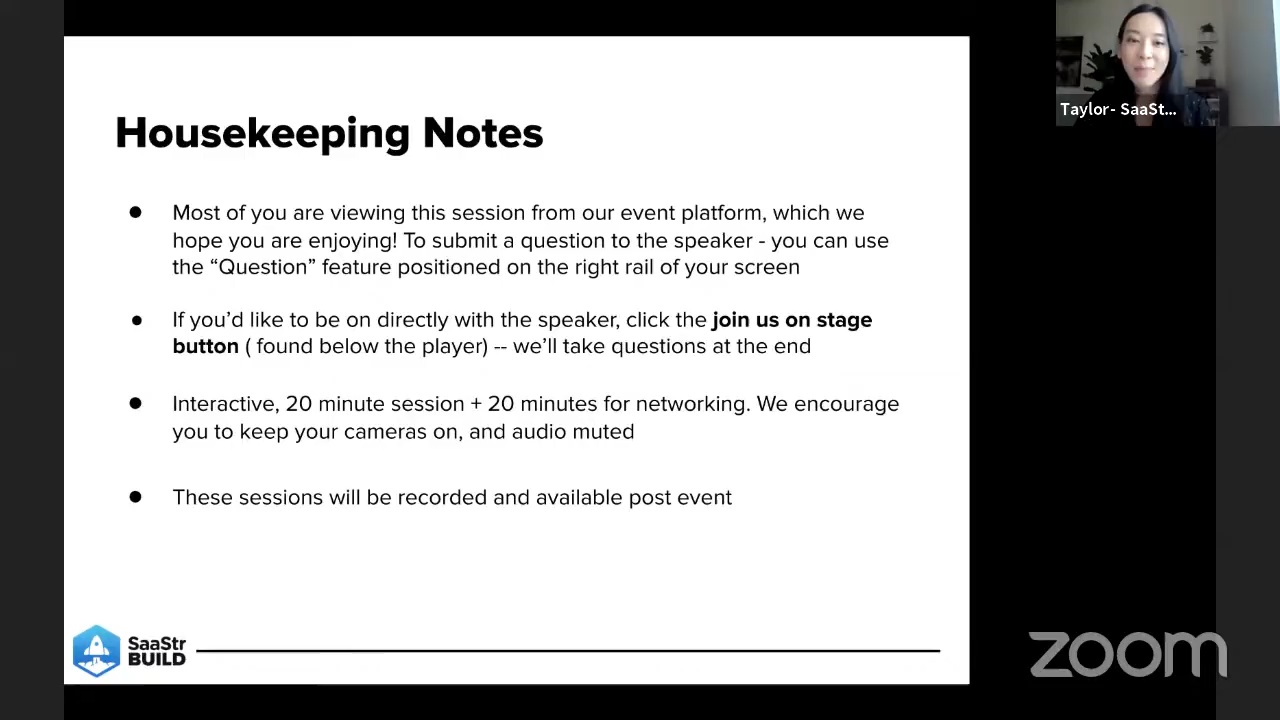 Housekeeping Notes
● Most of you are viewing this session from our event platform, which we
hope you are enjoying! To submit a question to the speaker - you can use
the “Question” feature positioned on the right rail of your screen
● If you’d like to be on directly with the speaker, click the join us on stage
button ( found below the player) -- we’ll take questions at the end
● Interactive, 20 minute session + 20 minutes for networking. We encourage
you to keep your cameras on, and audio muted
● These sessions will be recorded and available post event
SaaStr
BUILD
Taylor- SaaSt...
zoom